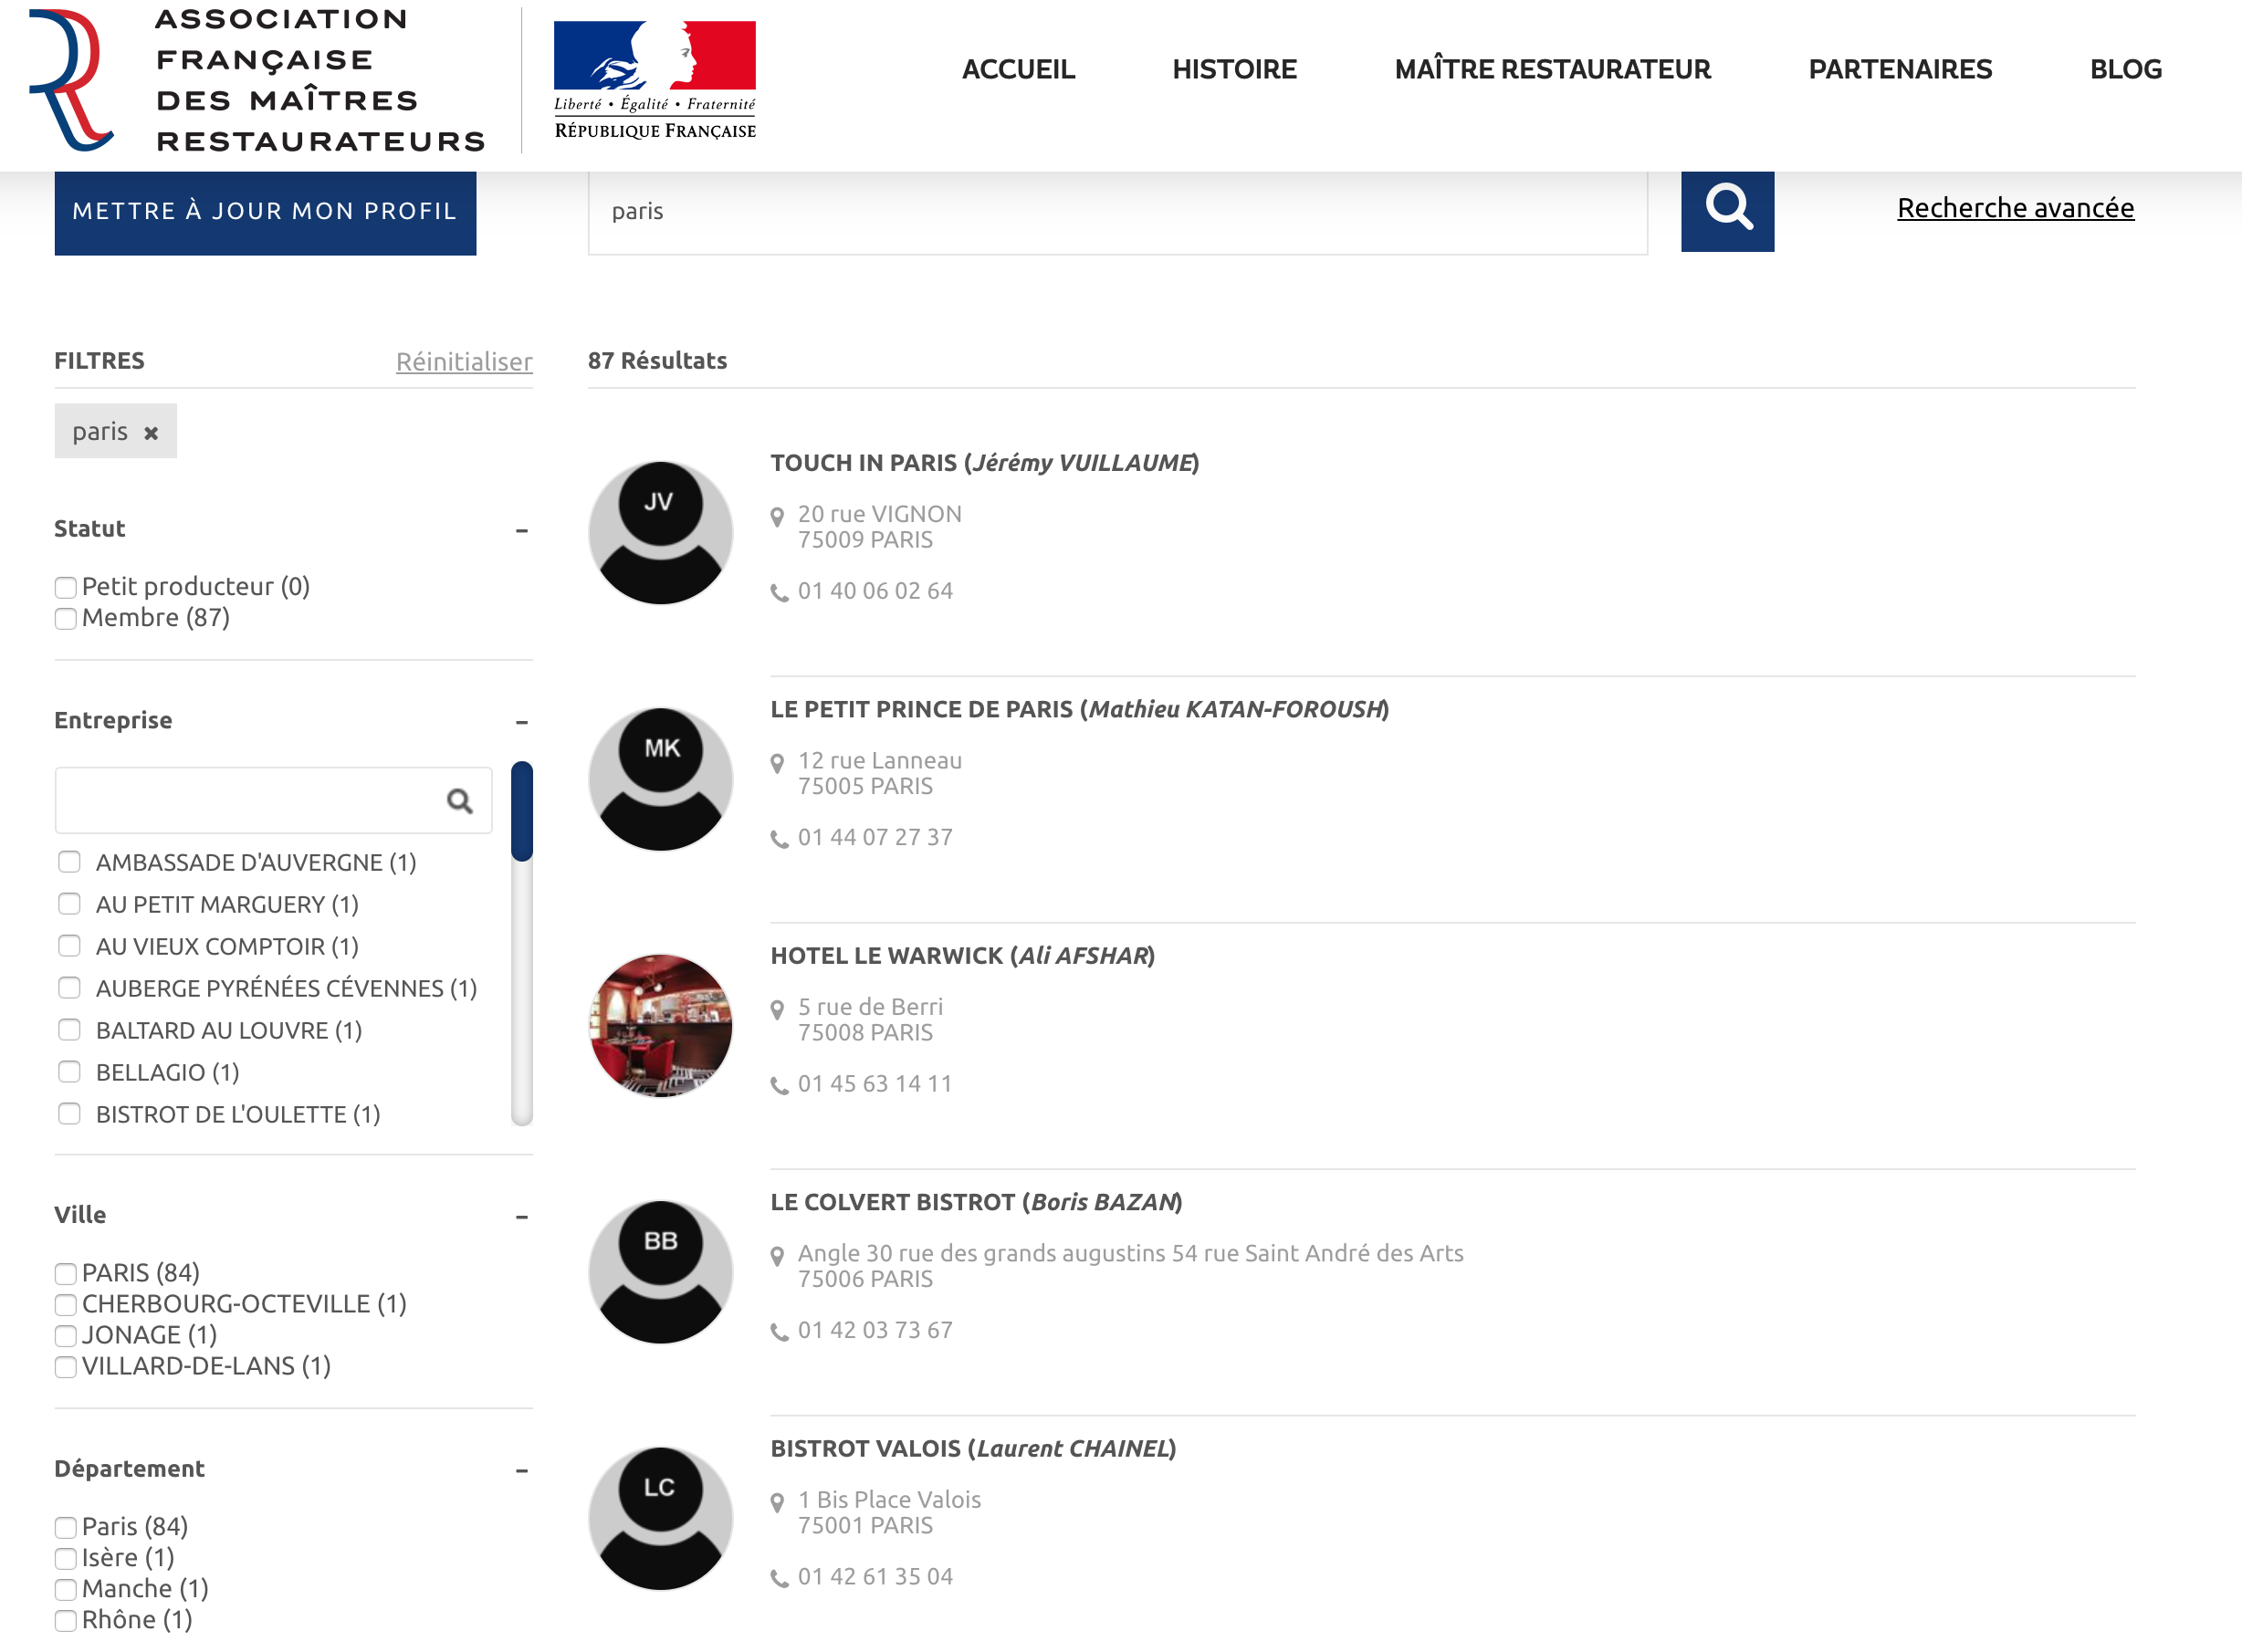 ASSOCIATION
FRANÇAISE
DES MAÎTRES
RESTAURATEURS
Liberté • Égalité • Fraternité
RÉPUBLIQUE FRANÇAISE
ACCUEIL
HISTOIRE
MAÎTRE RESTAURATEUR
PARTENAIRES
BLOG
METTRE À JOUR MON PROFIL
paris
Recherche avancée
FILTRES
Réinitialiser
paris ×
Statut
Petit producteur (0)
Membre (87)
Entreprise
AMBASSADE D'AUVERGNE (1)
AU PETIT MARGUERY (1)
AU VIEUX COMPTOIR (1)
AUBERGE PYRÉNÉES CÉVENNES (1)
BALTARD AU LOUVRE (1)
BELLAGIO (1)
BISTROT DE L'OULETTE (1)
Ville
PARIS (84)
CHERBOURG-OCTEVILLE (1)
JONAGE (1)
VILLARD-DE-LANS (1)
Département
Paris (84)
Isère (1)
Manche (1)
Rhône (1)
87 Résultats
JV
TOUCH IN PARIS (Jérémy VUILLAUME)
20 rue VIGNON
75009 PARIS
01 40 06 02 64
MK
LE PETIT PRINCE DE PARIS (Mathieu KATAN-FOROUSH)
12 rue Lanneau
75005 PARIS
01 44 07 27 37
HOTEL LE WARWICK (Ali AFSHAR)
5 rue de Berri
75008 PARIS
01 45 63 14 11
BB
LE COLVERT BISTROT (Boris BAZAN)
Angle 30 rue des grands augustins 54 rue Saint André des Arts
75006 PARIS
01 42 03 73 67
LC
BISTROT VALOIS (Laurent CHAINEL)
1 Bis Place Valois
75001 PARIS
01 42 61 35 04